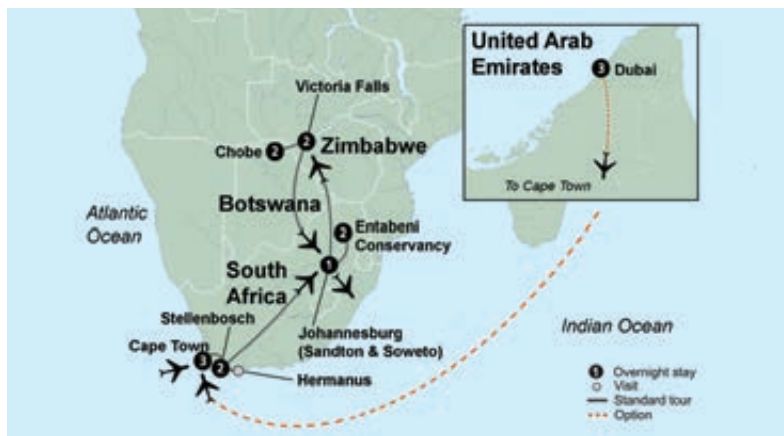 United Arab
Emirates
3
Dubai
To Cape Town
Victoria Falls
2
Zimbabwe
Chobe
2
Botswana
2
Entabeni
Conservancy
1
South
Africa
Atlantic
Ocean
Stellenbosch
Cape Town
3
2
Johannesburg
(Sandton & Soweto)
Hermanus
Indian Ocean
1
Overnight stay
Visit
Standard tour
Option